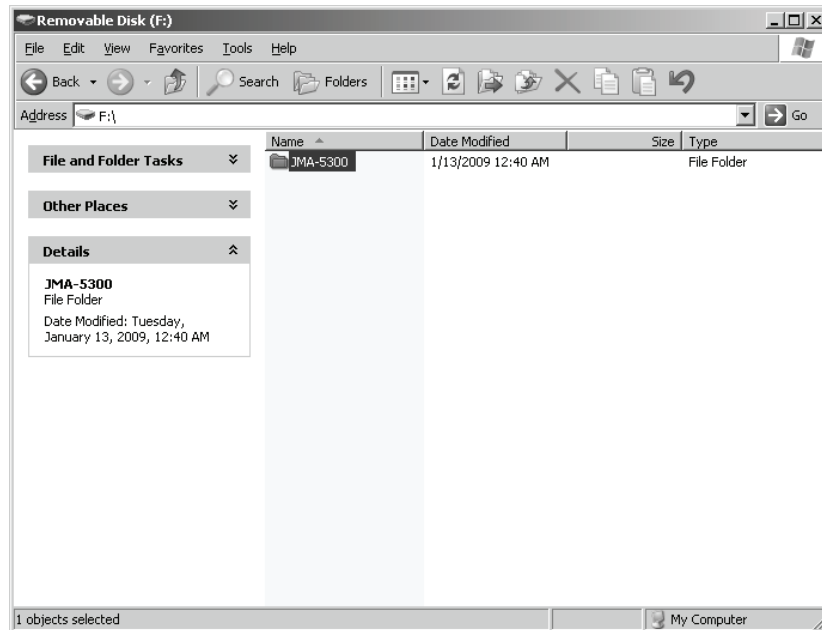 Removable Disk (F:)
File Edit View Favorites Tools Help
Back Search Folders
Address F:\ Go
Name Date Modified Size Type
JMA-5300 1/13/2009 12:40 AM File Folder
File and Folder Tasks
Other Places
Details
JMA-5300
File Folder
Date Modified: Tuesday,
January 13, 2009, 12:40 AM
1 objects selected My Computer